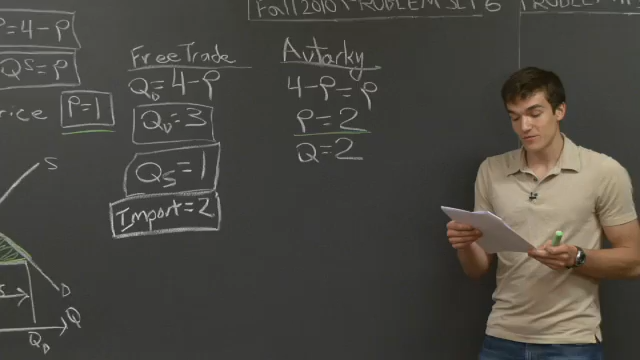 Fall 2010 PROBLEM SET 6
=4-P
Qs=P
rice P=1
Free Trade
QD=4-P
QD=3
Qs=1
Import=2
Autarky
4-P=P
P=2
Q=2
S
D
Q
QD